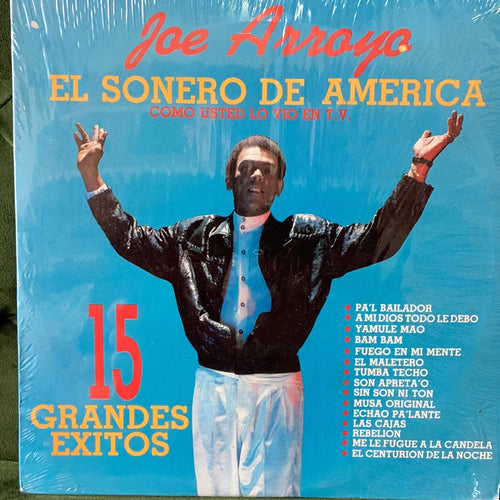 Joe Arroyo
EL SONERO DE AMERICA
COMO USTED LO VIO EN T.V.
15
GRANDES
EXITOS
PA'L BAILADOR
A MI DIOS TODO LE DEBO
YAMULE MAO
BAM BAM
FUEGO EN MI MENTE
EL MALETERO
TUMBA TECHO
SON APRETA'O
SIN SON NI TON
MUSA ORIGINAL
ECHAO PA'LANTE
LAS CAJAS
REBELION
ME LE FUGUE A LA CANDELA
EL CENTURION DE LA NOCHE